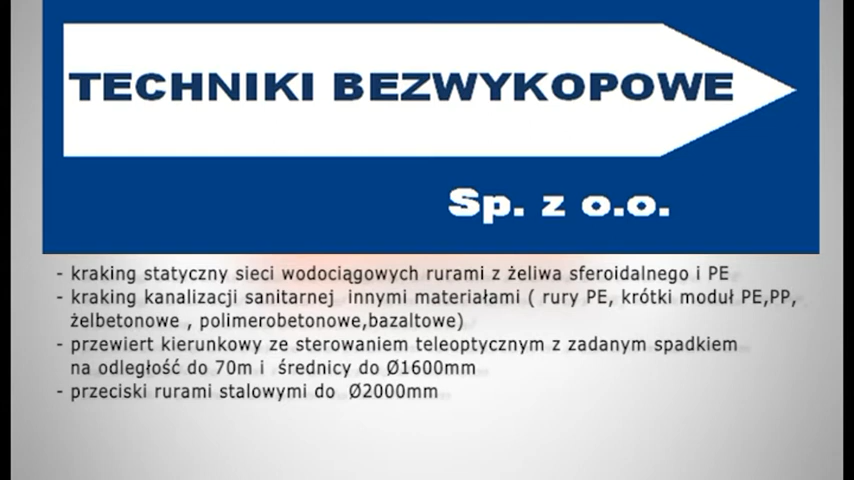 TECHNIKI BEZWYKOPOWE
Sp. z o.o.
- kraking statyczny sieci wodociągowych rurami z żeliwa sferoidalnego i PE
- kraking kanalizacji sanitarnej innymi materiałami ( rury PE, krótki moduł PE,PP,
żelbetonowe , polimerobetonowe,bazaltowe)
- przewiert kierunkowy ze sterowaniem teleoptycznym z zadanym spadkiem
na odległość do 70m i średnicy do Ø1600mm
- przeciski rurami stalowymi do Ø2000mm